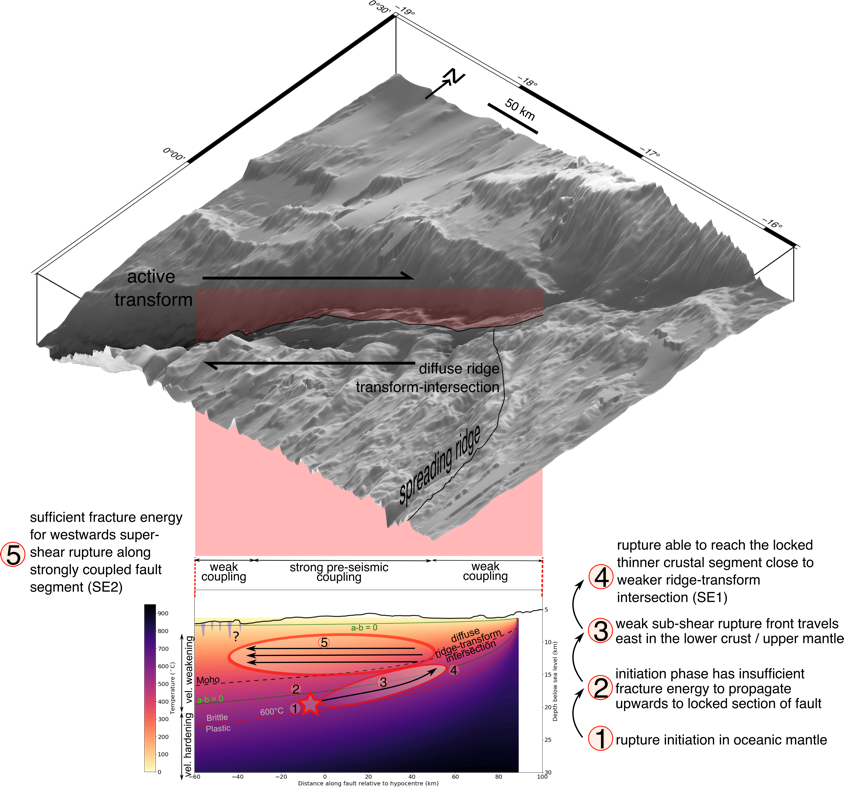 0°30'
−19°
N
−18°
50 km
0°00'
−17°
−16°
active
transform
diffuse ridge
transform-intersection
spreading ridge
sufficient fracture energy
for westwards super-
shear rupture along
strongly coupled fault
segment (SE2)
5
weak
coupling
strong pre-seismic
coupling
weak
coupling
rupture able to reach the locked
thinner crustal segment close to
weaker ridge-transform
intersection (SE1)
4
weak sub-shear rupture front travels
east in the lower crust / upper mantle
3
initiation phase has insufficient
fracture energy to propagate
upwards to locked section of fault
2
1
rupture initiation in oceanic mantle
Temperature (°C)
900
800
700
600
500
400
300
200
100
0
vel. weakening
vel. hardening
?
a-b = 0
5
diffuse
ridge-transform
intersection
Moho
a-b = 0
2
3
4
1
600°C
Brittle
Plastic
5
10
15
20
25
30
Depth below sea level (km)
−60
−40
−20
0
20
40
60
80
100
Distance along fault relative to hypocentre (km)